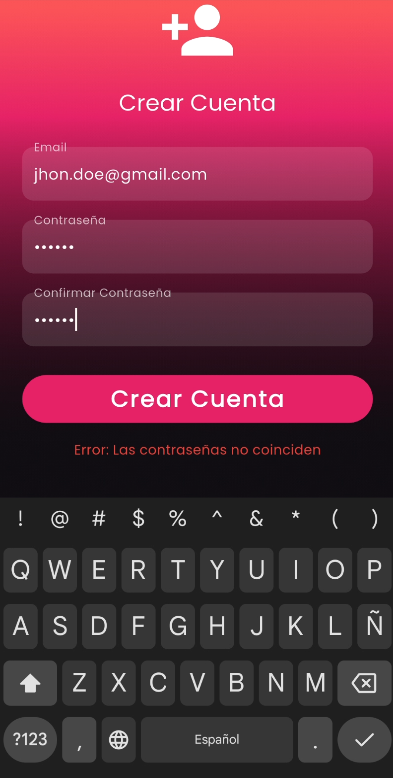 Crear Cuenta
Email
jhon.doe@gmail.com
Contraseña
••••••
Confirmar Contraseña
••••••
Crear Cuenta
Error: Las contraseñas no coinciden
! @ # $ % ^ & * ( )
Q W E R T Y U I O P
A S D F G H J K L Ñ
Z X C V B N M
?123 , Español .